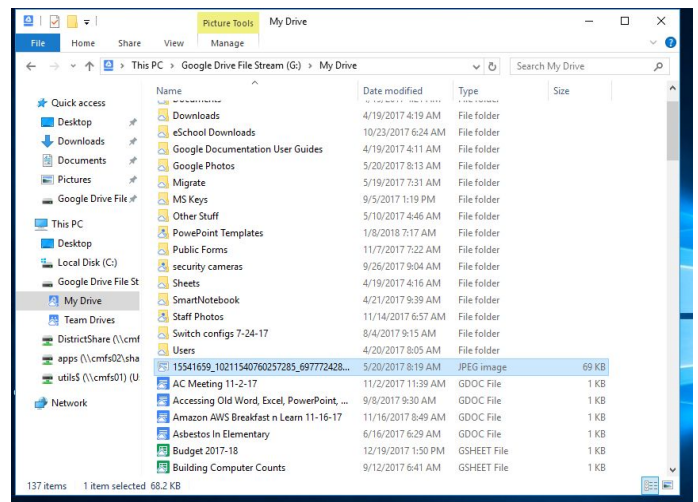 Picture Tools My Drive
File Home Share View Manage
This PC > Google Drive File Stream (G:) > My Drive Search My Drive
Name Date modified Type Size
Quick access
Desktop
Downloads
Documents
Pictures
Google Drive File
This PC
Desktop
Local Disk (C:)
Google Drive File St
My Drive
Team Drives
DistrictShare (\\cmf
apps (\\cmfs02\sha
utils$ (\\cmfs01) (U:
Network
Downloads 4/19/2017 4:19 AM File folder
eSchool Downloads 10/23/2017 6:24 AM File folder
Google Documentation User Guides 4/19/2017 4:11 AM File folder
Google Photos 5/20/2017 8:13 AM File folder
Migrate 5/19/2017 7:31 AM File folder
MS Keys 9/5/2017 1:19 PM File folder
Other Stuff 5/10/2017 4:46 AM File folder
PowePoint Templates 1/8/2018 7:17 AM File folder
Public Forms 11/7/2017 7:22 AM File folder
security cameras 9/26/2017 9:04 AM File folder
Sheets 4/19/2017 4:16 AM File folder
SmartNotebook 4/21/2017 9:39 AM File folder
Staff Photos 11/14/2017 6:57 AM File folder
Switch configs 7-24-17 8/4/2017 9:15 AM File folder
Users 4/20/2017 8:05 AM File folder
15541659_10211540760257285_697772428... 5/20/2017 8:19 AM JPEG image 69 KB
AC Meeting 11-2-17 11/2/2017 11:39 AM GDOC File 1 KB
Accessing Old Word, Excel, PowerPoint, ... 9/8/2017 9:30 AM GDOC File 1 KB
Amazon AWS Breakfast n Learn 11-16-17 11/16/2017 8:49 AM GDOC File 1 KB
Asbestos In Elementary 6/16/2017 6:29 AM GDOC File 1 KB
Budget 2017-18 12/19/2017 1:50 PM GSHEET File 1 KB
Building Computer Counts 9/12/2017 6:41 AM GSHEET File 1 KB
137 items 1 item selected 68.2 KB